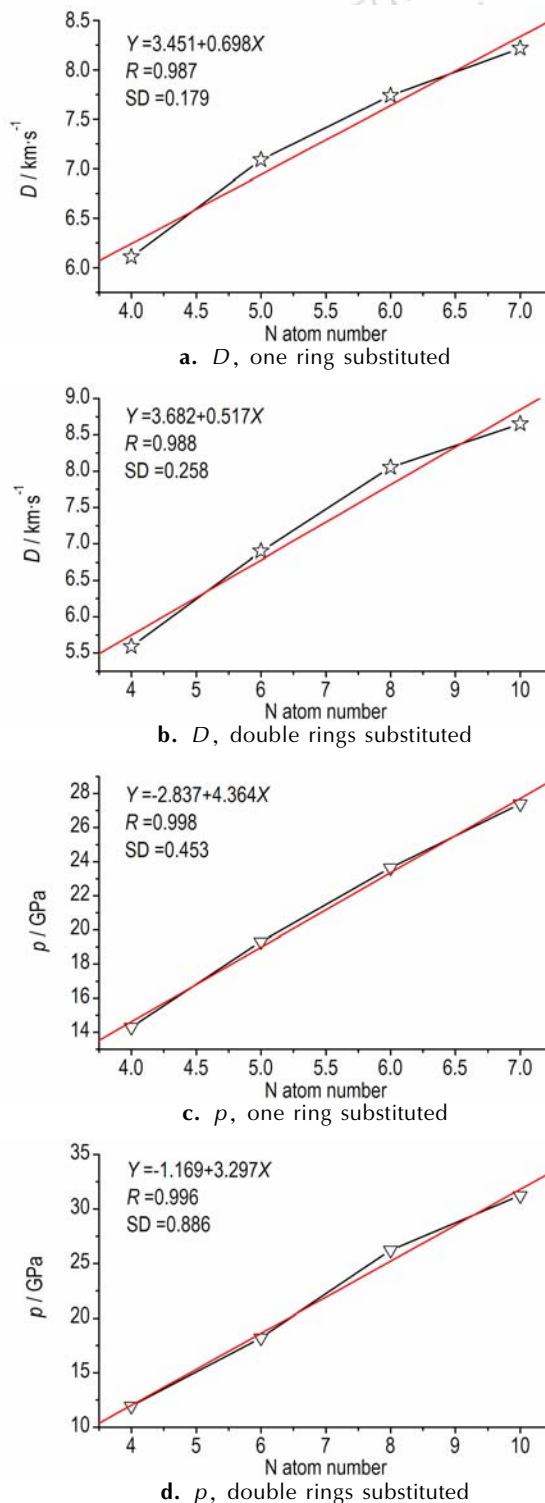 Y=3.451+0.698X
R=0.987
SD=0.179
8.5
8.0
7.5
7.0
6.5
6.0
D / km·s⁻¹
4.0 4.5 5.0 5.5 6.0 6.5 7.0
N atom number
a. D, one ring substituted
Y=3.682+0.517X
R=0.988
SD=0.258
9.0
8.5
8.0
7.5
7.0
6.5
6.0
5.5
D / km·s⁻¹
4 5 6 7 8 9 10
N atom number
b. D, double rings substituted
Y=-2.837+4.364X
R=0.998
SD=0.453
28
26
24
22
20
18
16
14
p / GPa
4.0 4.5 5.0 5.5 6.0 6.5 7.0
N atom number
c. p, one ring substituted
Y=-1.169+3.297X
R=0.996
SD=0.886
35
30
25
20
15
10
p / GPa
4 5 6 7 8 9 10
N atom number
d. p, double rings substituted